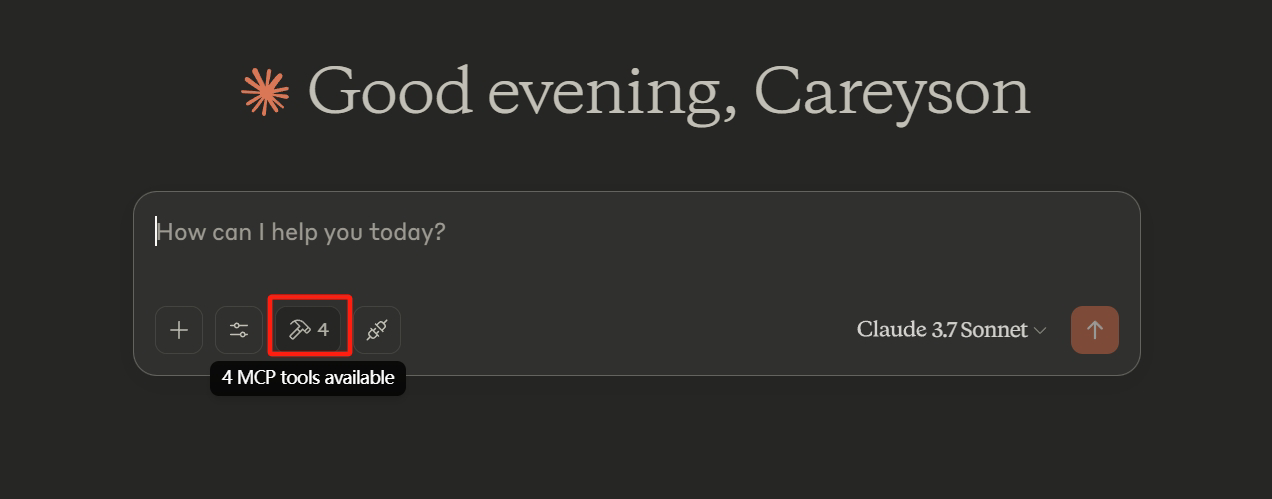 Good evening, Careyson
How can I help you today?
4
Claude 3.7 Sonnet
4 MCP tools available